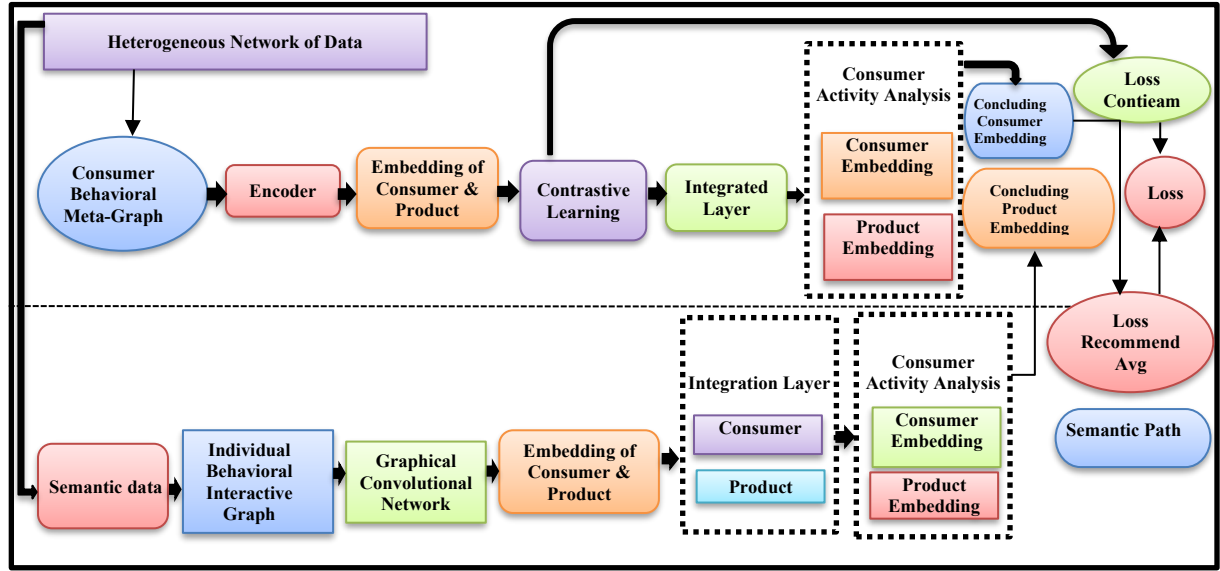 Heterogeneous Network of Data
Consumer
Behavioral
Meta-Graph
Encoder
Embedding of
Consumer &
Product
Contrastive
Learning
Integrated
Layer
Consumer
Activity Analysis
Consumer
Embedding
Product
Embedding
Concluding
Consumer
Embedding
Concluding
Product
Embedding
Loss
Contieam
Loss
Loss
Recommend
Avg
Semantic Path
Semantic data
Individual
Behavioral
Interactive
Graph
Graphical
Convolutional
Network
Embedding of
Consumer &
Product
Integration Layer
Consumer
Product
Consumer
Activity Analysis
Consumer
Embedding
Product
Embedding